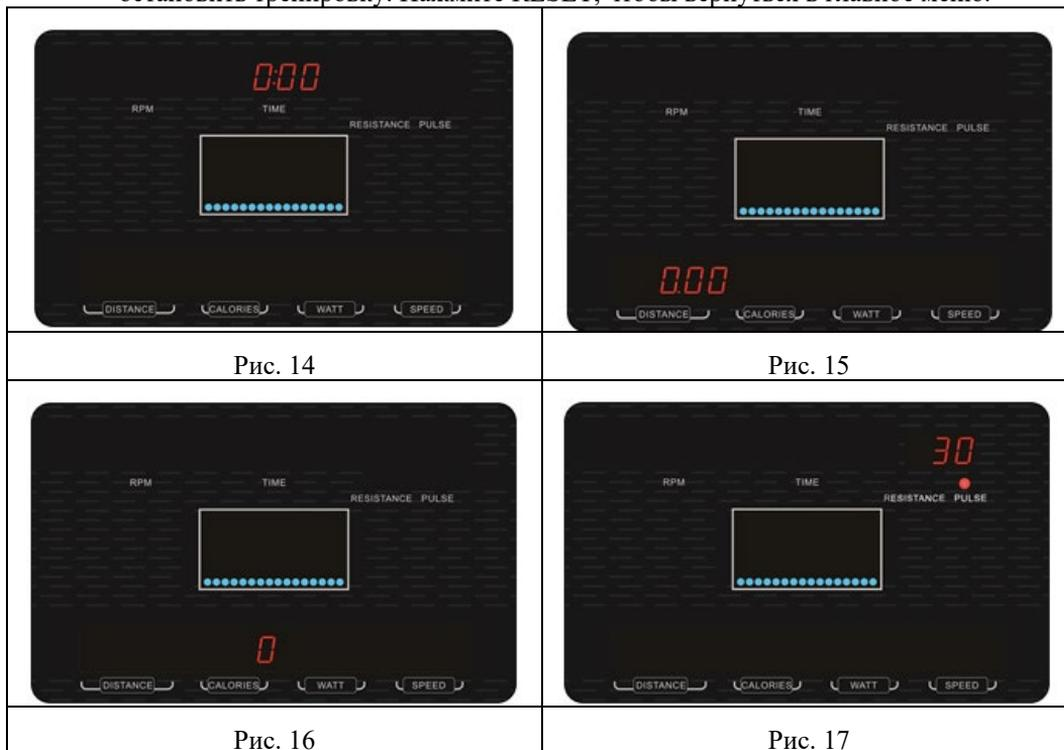 остановить тренировку. Нажмите RESET, чтобы вернуться в главное меню.
0:00
RPM TIME
RESISTANCE PULSE
DISTANCE CALORIES WATT SPEED
Рис. 14
RPM TIME
RESISTANCE PULSE
0.00
DISTANCE CALORIES WATT SPEED
Рис. 15
RPM TIME
RESISTANCE PULSE
0
DISTANCE CALORIES WATT SPEED
Рис. 16
30
RPM TIME
RESISTANCE PULSE
DISTANCE CALORIES WATT SPEED
Рис. 17